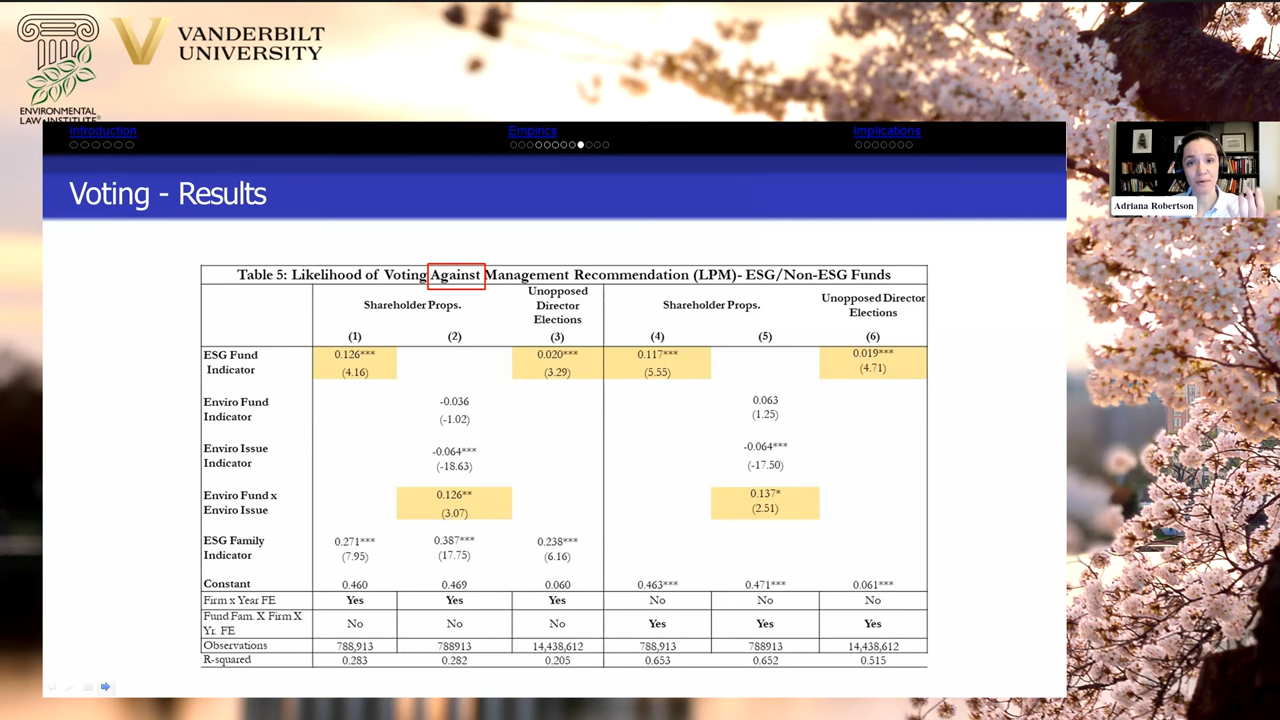 VANDERBILT
UNIVERSITY
ENVIRONMENTAL
LAW INSTITUTE®
Introduction Empirics Implications
Voting - Results
Adriana Robertson
Table 5: Likelihood of Voting Against Management Recommendation (LPM)- ESG/Non-ESG Funds
Shareholder Props. Unopposed Director Elections Shareholder Props. Unopposed Director Elections
(1) (2) (3) (4) (5) (6)
ESG Fund Indicator 0.126*** 0.020*** 0.117*** 0.019***
(4.16) (3.29) (5.55) (4.71)
Enviro Fund Indicator -0.036 0.063
(-1.02) (1.25)
Enviro Issue Indicator -0.064*** -0.064***
(-18.63) (-17.50)
Enviro Fund x Enviro Issue 0.126** 0.137*
(3.07) (2.51)
ESG Family Indicator 0.271*** 0.387*** 0.238***
(7.95) (17.75) (6.16)
Constant 0.460 0.469 0.060 0.463*** 0.471*** 0.061***
Firm x Year FE Yes Yes Yes No No No
Fund Fam. X Firm X Yr. FE No No No Yes Yes Yes
Observations 788,913 788913 14,438,612 788,913 788913 14,438,612
R-squared 0.283 0.282 0.205 0.653 0.652 0.515